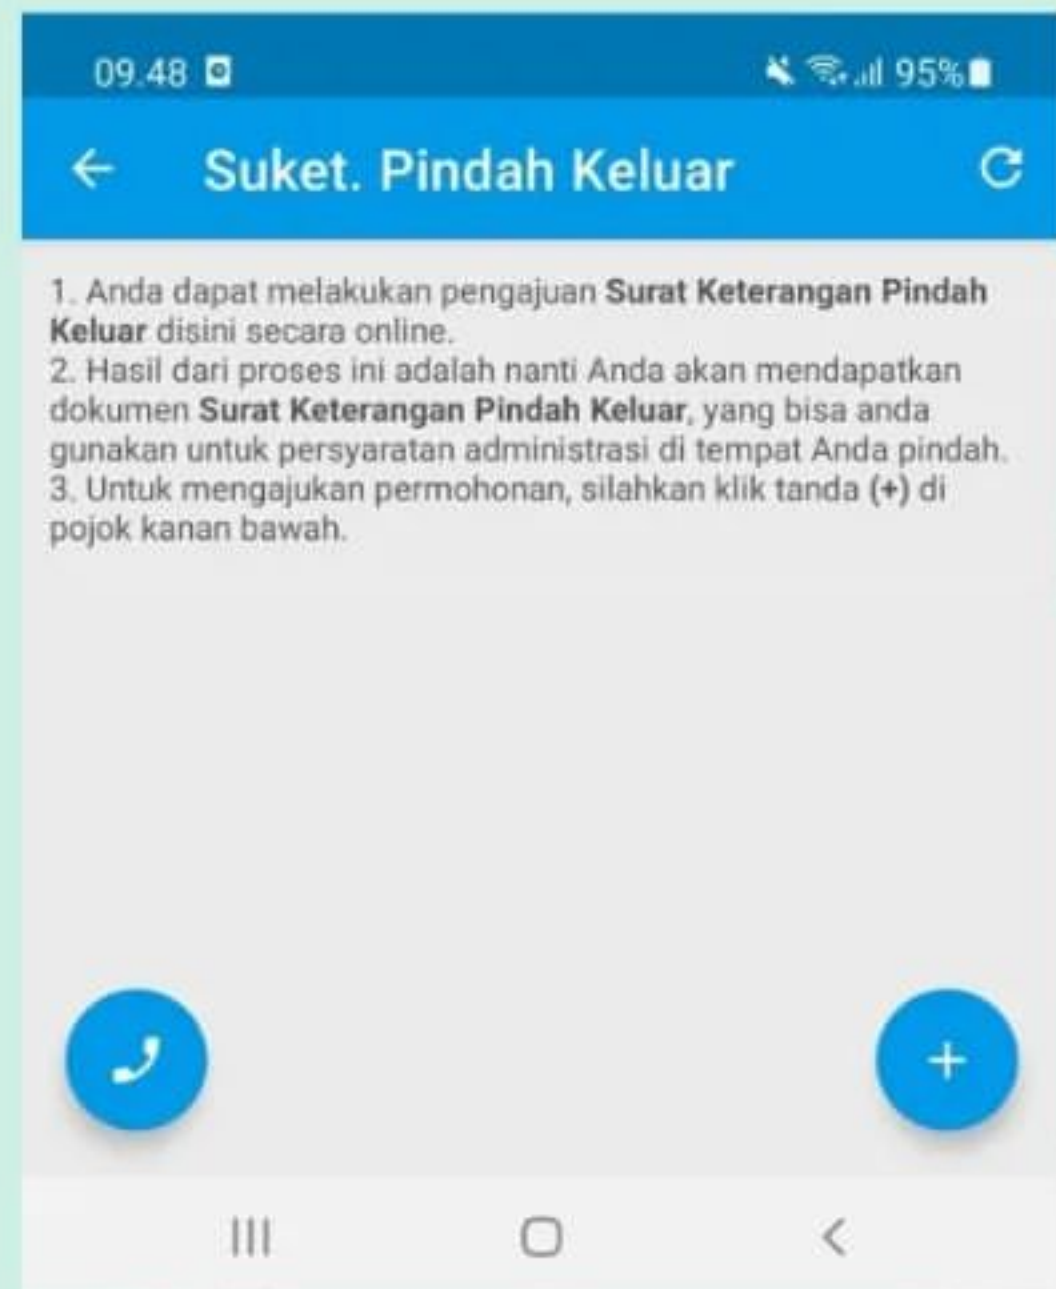 09.48 95%
Suket. Pindah Keluar
1. Anda dapat melakukan pengajuan Surat Keterangan Pindah
Keluar disini secara online.
2. Hasil dari proses ini adalah nanti Anda akan mendapatkan
dokumen Surat Keterangan Pindah Keluar, yang bisa anda
gunakan untuk persyaratan administrasi di tempat Anda pindah.
3. Untuk mengajukan permohonan, silahkan klik tanda (+) di
pojok kanan bawah.